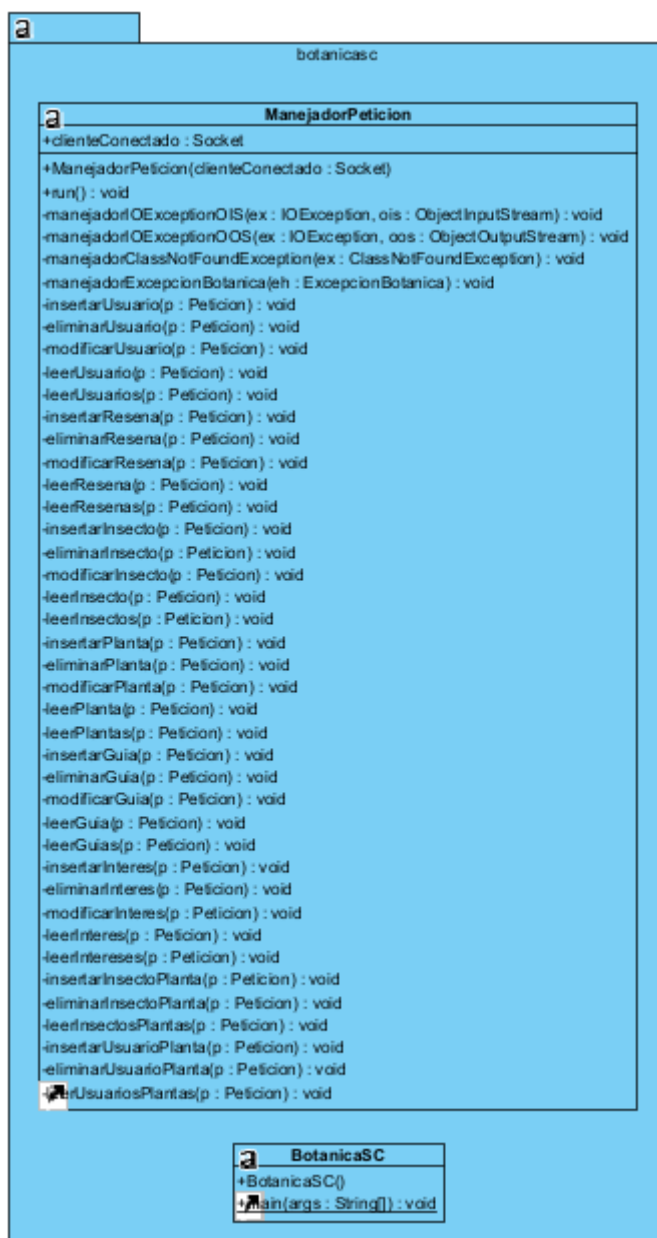 a
botanicasc
a
ManejadorPeticion
+clienteConectado : Socket
+ManejadorPeticion(clienteConectado : Socket)
+run() : void
-manejadorIOExceptionOIS(ex : IOException, ois : ObjectInputStream) : void
-manejadorIOExceptionOOS(ex : IOException, oos : ObjectOutputStream) : void
-manejadorClassNotFoundException(ex : ClassNotFoundException) : void
-manejadorExcepcionBotanica(eh : ExcepcionBotanica) : void
-insertarUsuario(p : Peticion) : void
-eliminarUsuario(p : Peticion) : void
-modificarUsuario(p : Peticion) : void
-leerUsuario(p : Peticion) : void
-leerUsuarios(p : Peticion) : void
-insertarResena(p : Peticion) : void
-eliminarResena(p : Peticion) : void
-modificarResena(p : Peticion) : void
-leerResena(p : Peticion) : void
-leerResenas(p : Peticion) : void
-insertarInsecto(p : Peticion) : void
-eliminarInsecto(p : Peticion) : void
-modificarInsecto(p : Peticion) : void
-leerInsecto(p : Peticion) : void
-leerInsectos(p : Peticion) : void
-insertarPlanta(p : Peticion) : void
-eliminarPlanta(p : Peticion) : void
-modificarPlanta(p : Peticion) : void
-leerPlanta(p : Peticion) : void
-leerPlantas(p : Peticion) : void
-insertarGuia(p : Peticion) : void
-eliminarGuia(p : Peticion) : void
-modificarGuia(p : Peticion) : void
-leerGuia(p : Peticion) : void
-leerGuias(p : Peticion) : void
-insertarInteres(p : Peticion) : void
-eliminarInteres(p : Peticion) : void
-modificarInteres(p : Peticion) : void
-leerInteres(p : Peticion) : void
-leerIntereses(p : Peticion) : void
-insertarInsectoPlanta(p : Peticion) : void
-eliminarInsectoPlanta(p : Peticion) : void
-leerInsectosPlantas(p : Peticion) : void
-insertarUsuarioPlanta(p : Peticion) : void
-eliminarUsuarioPlanta(p : Peticion) : void
-leerUsuariosPlantas(p : Peticion) : void
a
BotanicaSC
+BotanicaSC()
+main(args : String[]) : void